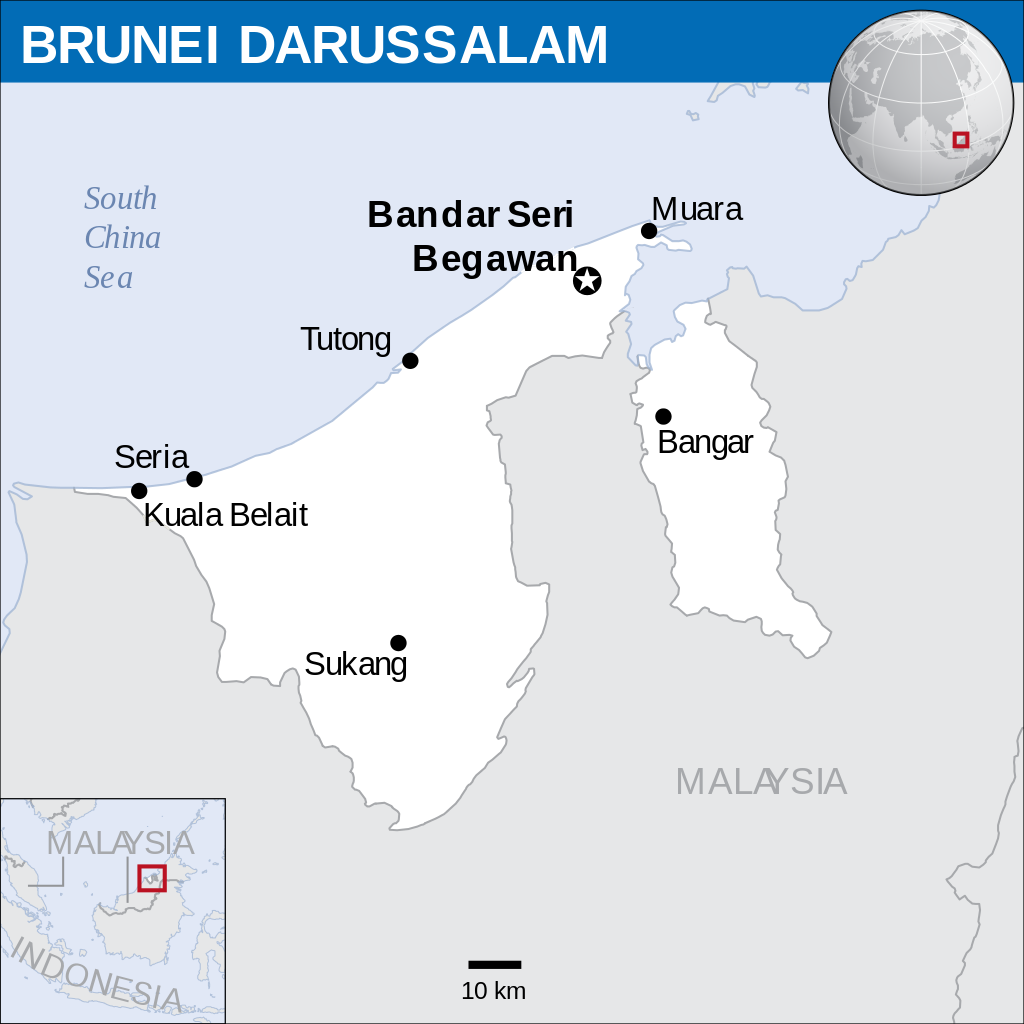 BRUNEI DARUSSALAM
South
China
Sea
Bandar Seri
Begawan
Muara
Tutong
Bangar
Seria
Kuala Belait
Sukang
MALAYSIA
MALAYSIA
INDONESIA
10 km